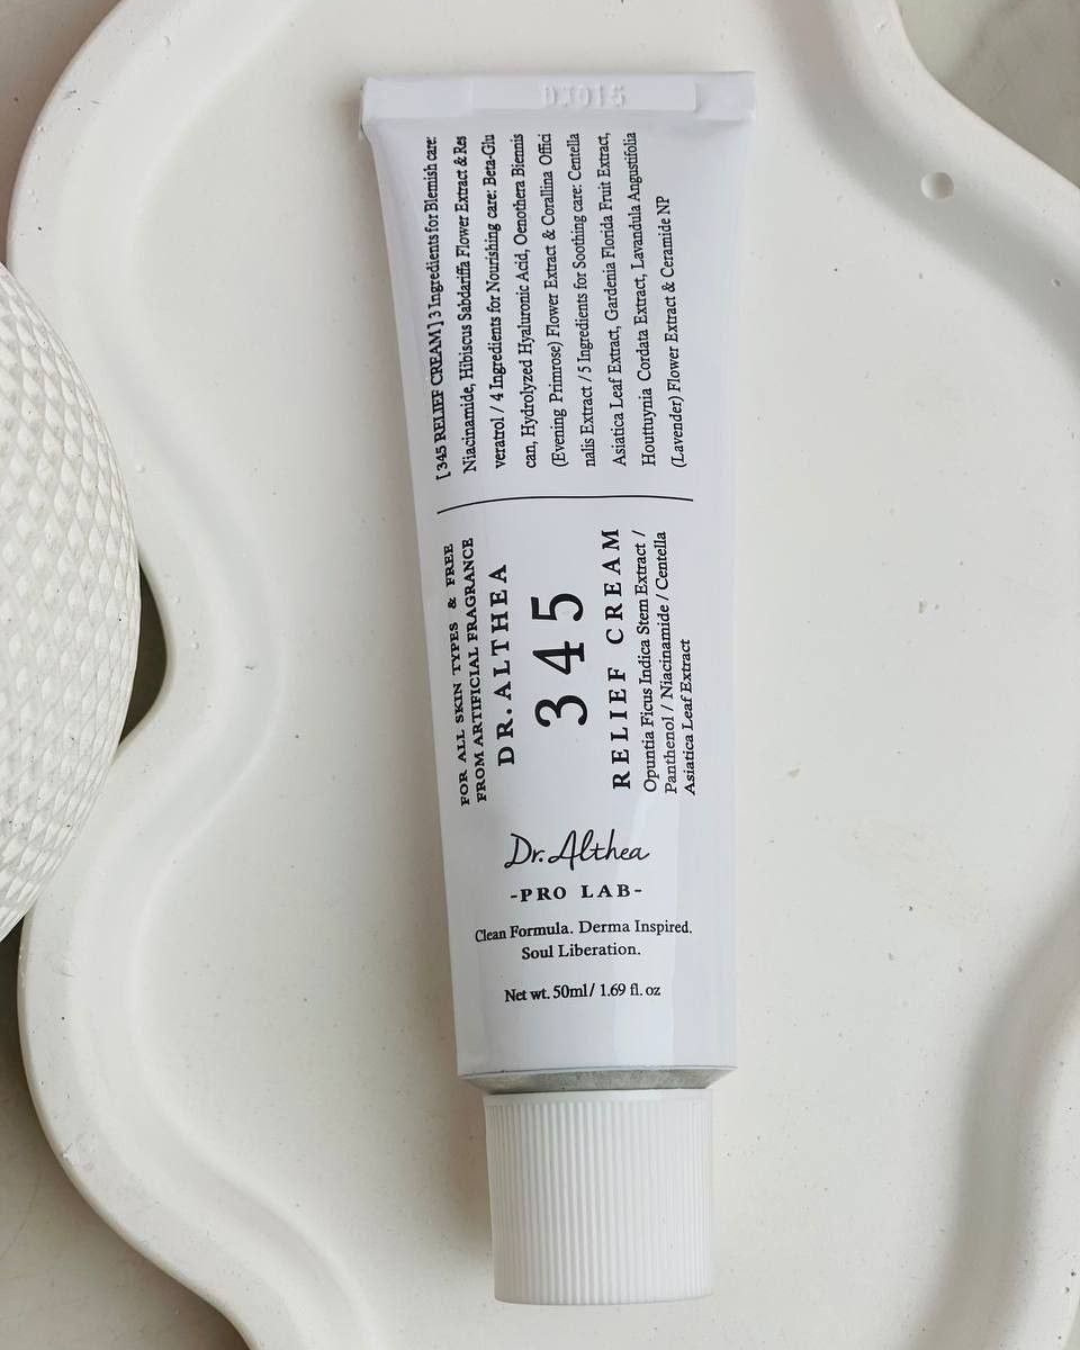 [ 345 RELIEF CREAM ] 3 Ingredients for Blemish care:
Niacinamide, Hibiscus Sabdariffa Flower Extract & Res
veratrol / 4 Ingredients for Nourishing care: Beta-Glu
can, Hydrolyzed Hyaluronic Acid, Oenothera Biennis
(Evening Primrose) Flower Extract & Corallina Offici
nalis Extract / 5 Ingredients for Soothing care: Centella
Asiatica Leaf Extract, Gardenia Florida Fruit Extract,
Houttuynia Cordata Extract, Lavandula Angustifolia
(Lavender) Flower Extract & Ceramide NP
FOR ALL SKIN TYPES & FREE
FROM ARTIFICIAL FRAGRANCE
DR.ALTHEA
345
RELIEF CREAM
Opuntia Ficus Indica Stem Extract /
Panthenol / Niacinamide / Centella
Asiatica Leaf Extract
Dr. Althea
-PRO LAB-
Clean Formula. Derma Inspired.
Soul Liberation.
Net wt. 50ml/ 1.69 fl. oz